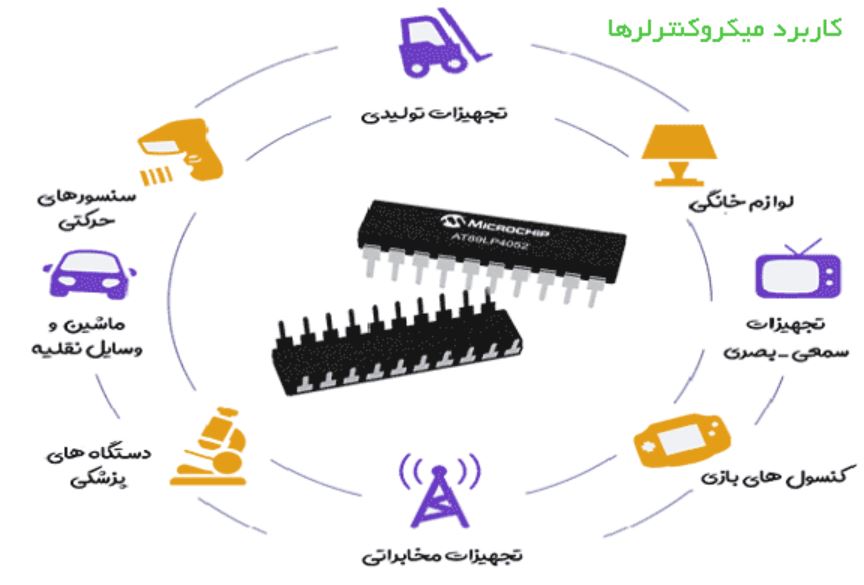 کاربرد میکروکنترلرها
تجهیزات تولیدی
لوازم خانگی
سنسورهای
حرکتی
MICROCHIP
AT89LP4052
ماشین و
وسایل نقلیه
تجهیزات
سمعی-بصری
دستگاه های
پزشکی
کنسول های بازی
تجهیزات مخابراتی